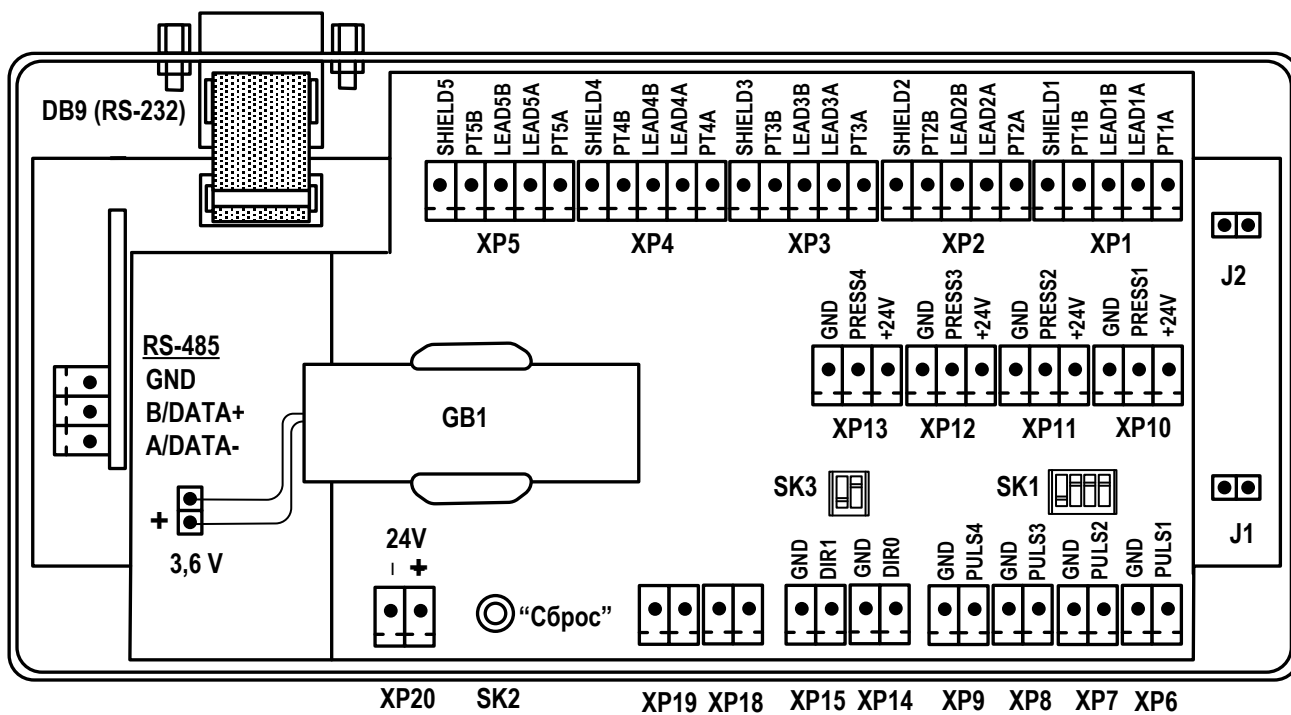 DB9 (RS-232)
SHIELD5
PT5B
LEAD5B
LEAD5A
PT5A
SHIELD4
PT4B
LEAD4B
LEAD4A
PT4A
SHIELD3
PT3B
LEAD3B
LEAD3A
PT3A
SHIELD2
PT2B
LEAD2B
LEAD2A
PT2A
SHIELD1
PT1B
LEAD1B
LEAD1A
PT1A
XP5
XP4
XP3
XP2
XP1
J2
GND
PRESS4
+24V
GND
PRESS3
+24V
GND
PRESS2
+24V
GND
PRESS1
+24V
XP13
XP12
XP11
XP10
RS-485
GND
B/DATA+
A/DATA-
GB1
+
3,6 V
SK3
SK1
J1
24V
– +
GND
DIR1
GND
DIR0
GND
PULS4
GND
PULS3
GND
PULS2
GND
PULS1
“Сброс”
XP20
SK2
XP19
XP18
XP15
XP14
XP9
XP8
XP7
XP6